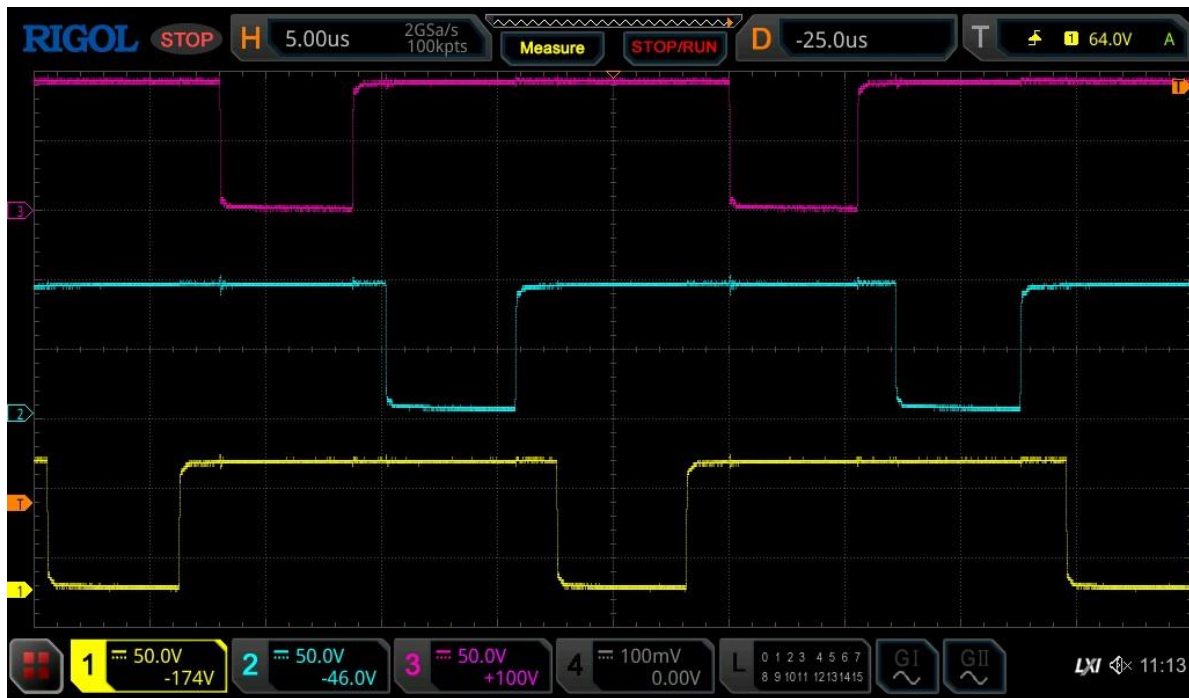 RIGOL STOP H 5.00us 2GSa/s 100kpts Measure STOP/RUN D -25.0us T 1 64.0V A
T
3
2
T
1
1 50.0V -174V 2 50.0V -46.0V 3 50.0V +100V 4 100mV 0.00V L 0 1 2 3 4 5 6 7 GI GII LXI 11:13
8 9 10 11 12 13 14 15